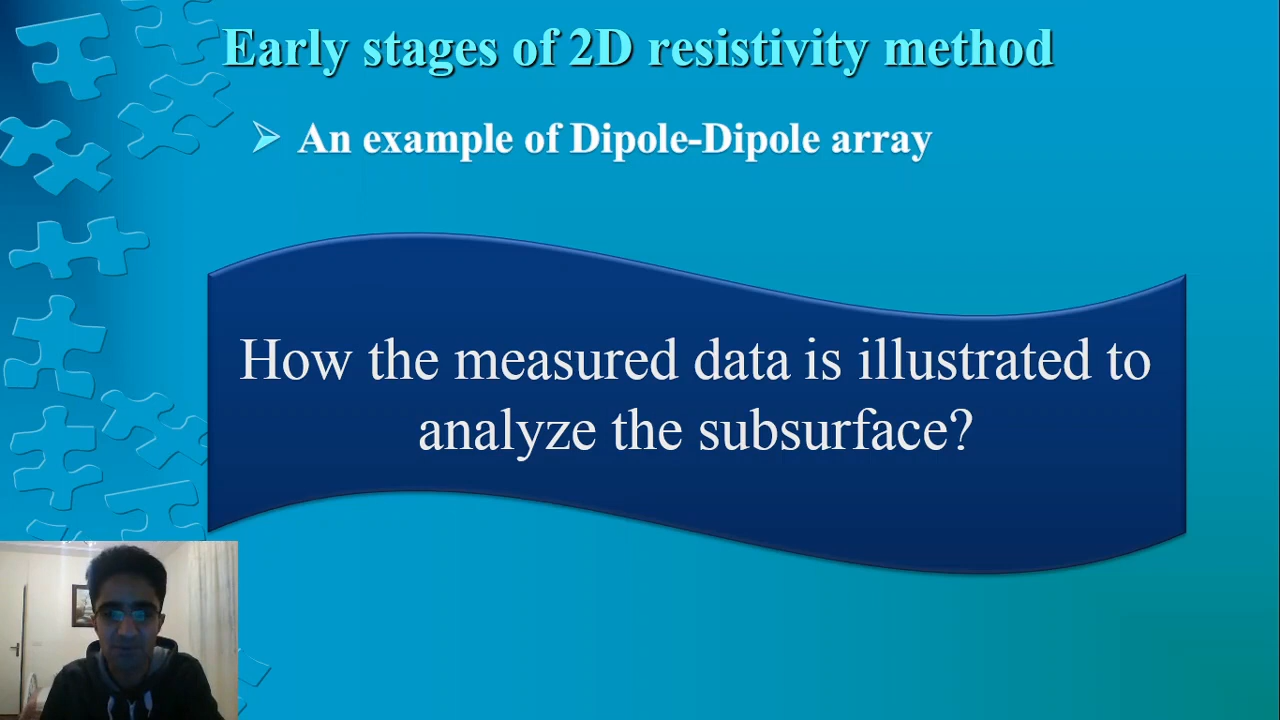 Early stages of 2D resistivity method
An example of Dipole-Dipole array
How the measured data is illustrated to
analyze the subsurface?